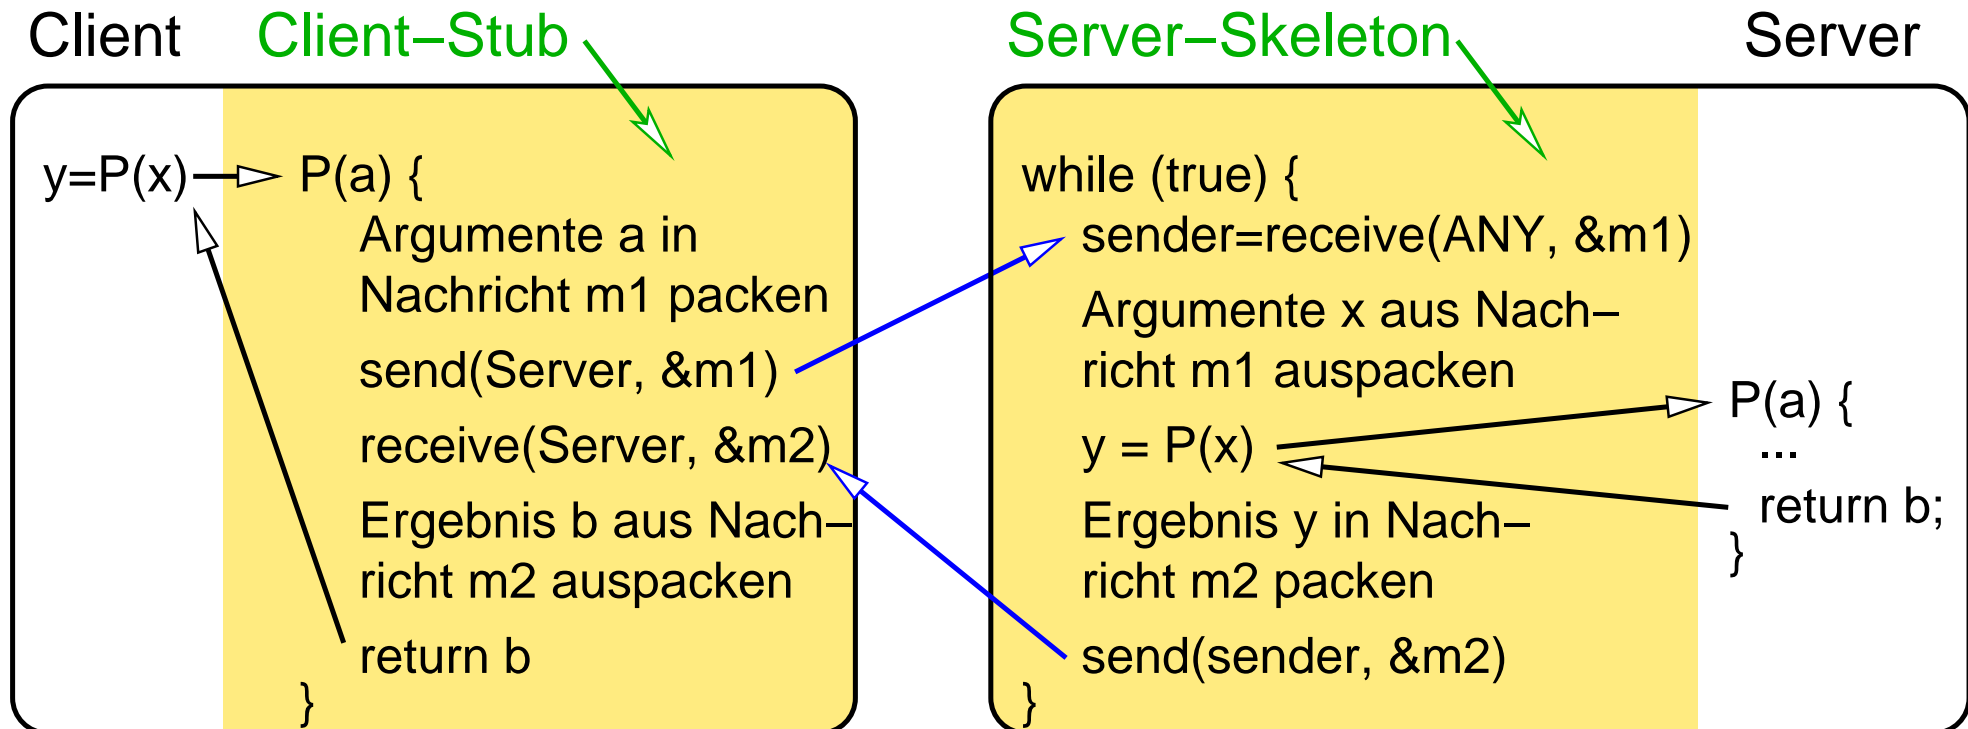 Client
Client–Stub
Server–Skeleton
Server
y=P(x)
P(a) {
Argumente a in
Nachricht m1 packen
send(Server, &m1)
receive(Server, &m2)
Ergebnis b aus Nach–
richt m2 auspacken
return b
}
while (true) {
sender=receive(ANY, &m1)
Argumente x aus Nach–
richt m1 auspacken
y = P(x)
Ergebnis y in Nach–
richt m2 packen
send(sender, &m2)
}
P(a) {
...
return b;
}